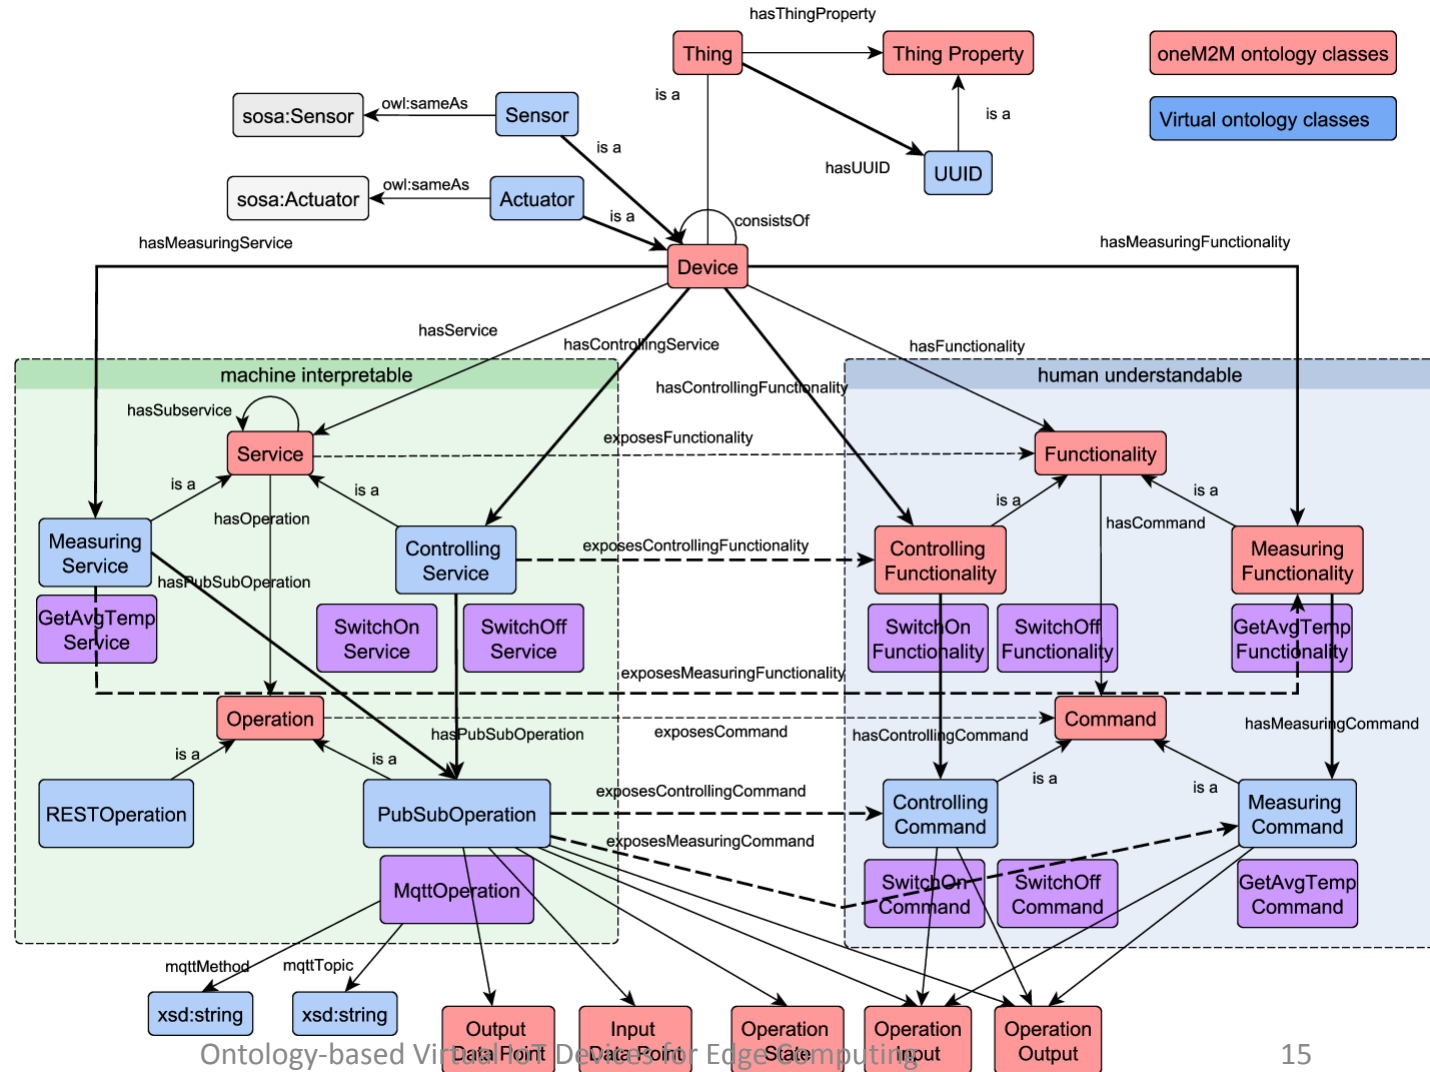 hasThingProperty
Thing
Thing Property
oneM2M ontology classes
is a
sosa:Sensor
owl:sameAs
Sensor
is a
Virtual ontology classes
is a
hasUUID
UUID
sosa:Actuator
owl:sameAs
Actuator
is a
consistsOf
hasMeasuringService
hasMeasuringFunctionality
Device
hasService
hasControllingService
hasFunctionality
machine interpretable
hasControllingFunctionality
human understandable
hasSubservice
exposesFunctionality
Service
Functionality
is a
is a
is a
is a
hasOperation
hasCommand
Measuring
Service
Controlling
Service
exposesControllingFunctionality
Controlling
Functionality
Measuring
Functionality
hasPubSubOperation
GetAvgTemp
Service
SwitchOn
Service
SwitchOff
Service
SwitchOn
Functionality
SwitchOff
Functionality
GetAvgTemp
Functionality
exposesMeasuringFunctionality
Operation
Command
hasPubSubOperation
exposesCommand
hasControllingCommand
hasMeasuringCommand
is a
is a
is a
is a
RESTOperation
PubSubOperation
exposesControllingCommand
Controlling
Command
Measuring
Command
exposesMeasuringCommand
MqttOperation
SwitchOn
Command
SwitchOff
Command
GetAvgTemp
Command
mqttMethod
mqttTopic
xsd:string
xsd:string
Output
Data Point
Input
Data Point
Operation
State
Operation
Input
Operation
Output
Ontology-based Virtual IoT Devices for Edge Computing
15